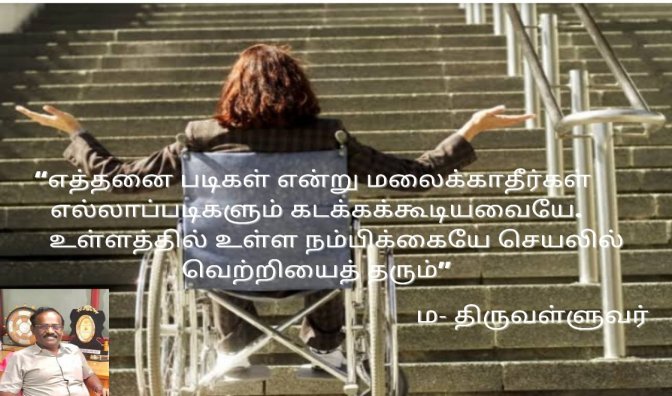 “எத்தனை படிகள் என்று மலைக்காதீர்கள்
எல்லாப்படிகளும் கடக்கக்கூடியவையே.
உள்ளத்தில் உள்ள நம்பிக்கையே செயலில்
வெற்றியைத் தரும்”
ம- திருவள்ளுவர்